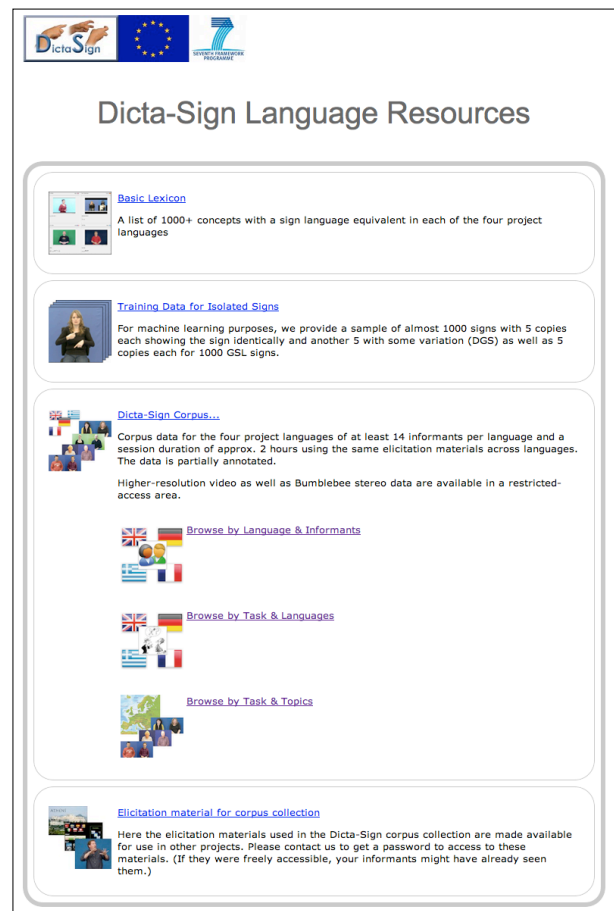 DictaSign
SEVENTH FRAMEWORK
PROGRAMME
Dicta-Sign Language Resources
Basic Lexicon
A list of 1000+ concepts with a sign language equivalent in each of the four project
languages
Training Data for Isolated Signs
For machine learning purposes, we provide a sample of almost 1000 signs with 5 copies
each showing the sign identically and another 5 with some variation (DGS) as well as 5
copies each for 1000 GSL signs.
Dicta-Sign Corpus...
Corpus data for the four project languages of at least 14 informants per language and a
session duration of approx. 2 hours using the same elicitation materials across languages.
The data is partially annotated.
Higher-resolution video as well as Bumblebee stereo data are available in a restricted-
access area.
Browse by Language & Informants
Browse by Task & Languages
Browse by Task & Topics
Elicitation material for corpus collection
Here the elicitation materials used in the Dicta-Sign corpus collection are made available
for use in other projects. Please contact us to get a password to access to these
materials. (If they were freely accessible, your informants might have already seen
them.)